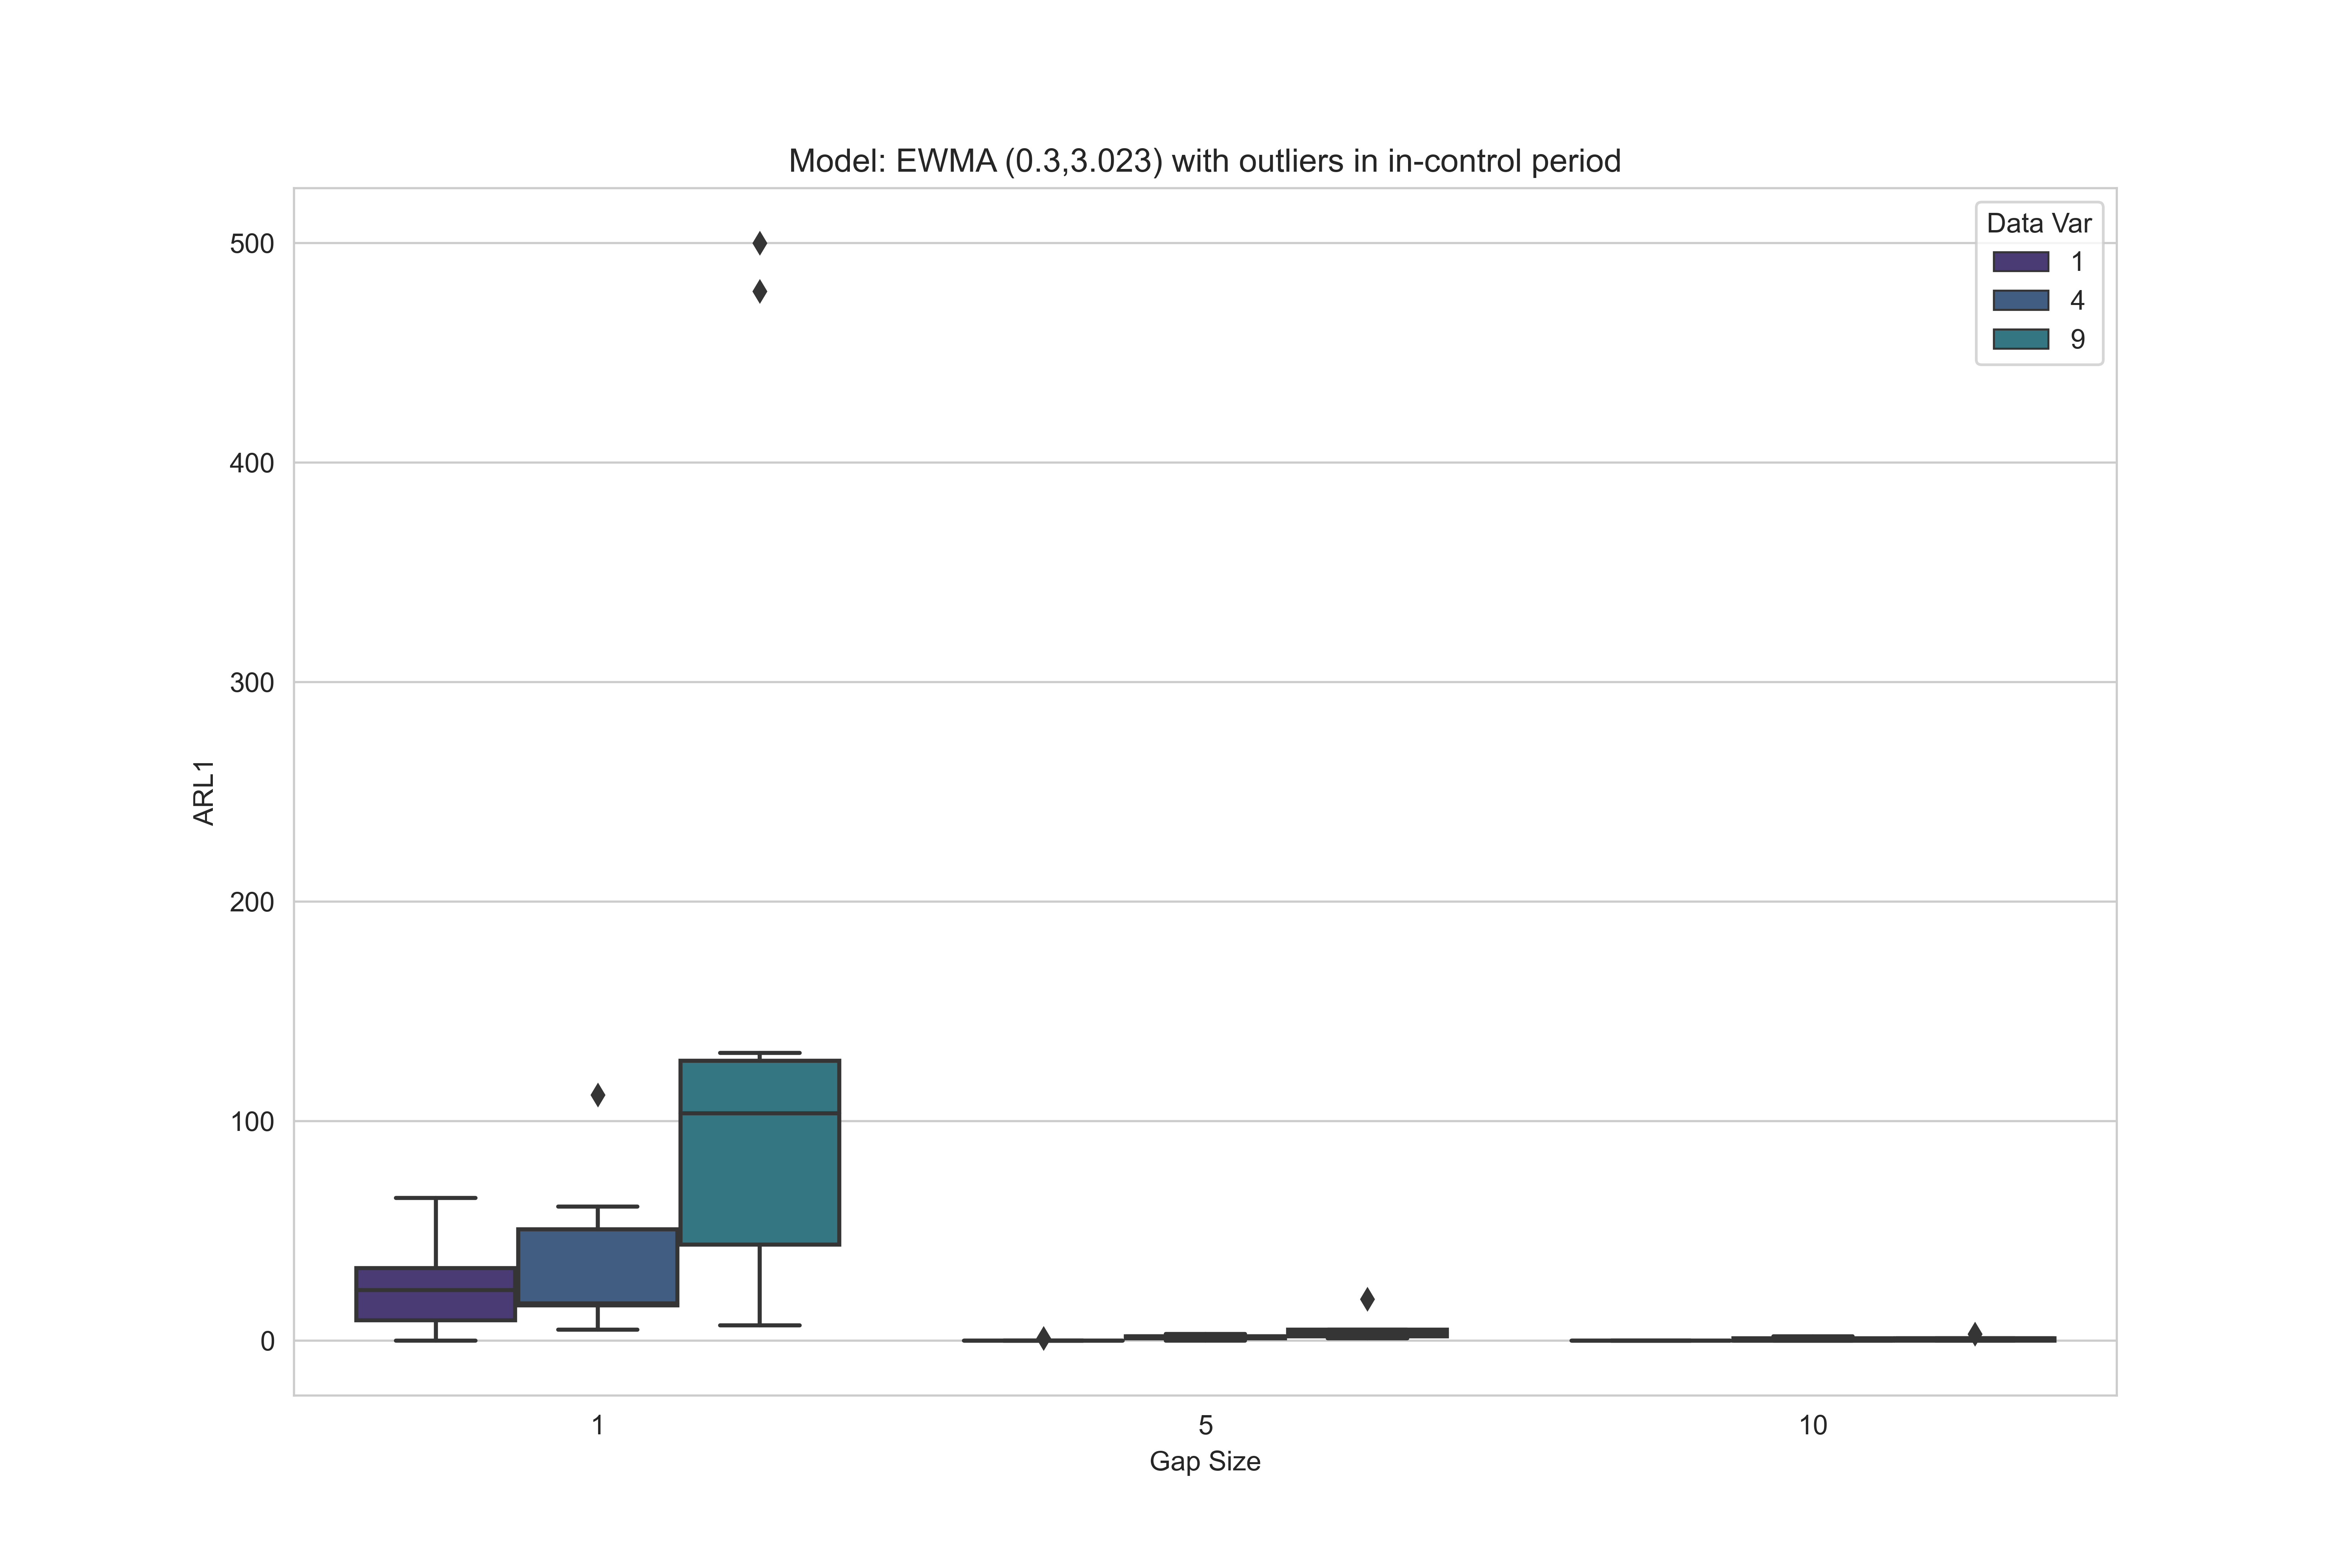 Model: EWMA (0.3,3.023) with outliers in in-control period
Data Var
1
4
9
500
400
300
200
100
0
ARL1
1 5 10
Gap Size